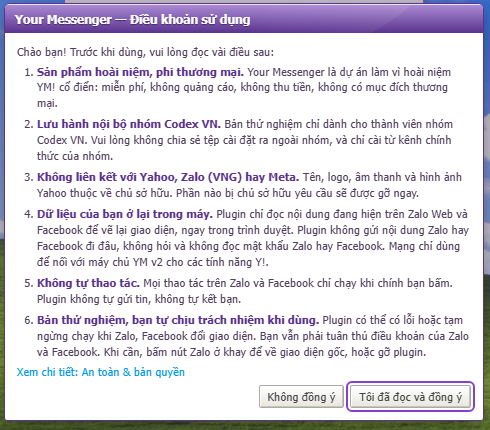 Your Messenger — Điều khoản sử dụng
Chào bạn! Trước khi dùng, vui lòng đọc vài điều sau:
1. Sản phẩm hoài niệm, phi thương mại. Your Messenger là dự án làm vì hoài niệm
YM! cổ điển: miễn phí, không quảng cáo, không thu tiền, không có mục đích thương
mại.
2. Lưu hành nội bộ nhóm Codex VN. Bản thử nghiệm chỉ dành cho thành viên nhóm
Codex VN. Vui lòng không chia sẻ tệp cài đặt ra ngoài nhóm, và chỉ cài từ kênh chính
thức của nhóm.
3. Không liên kết với Yahoo, Zalo (VNG) hay Meta. Tên, logo, âm thanh và hình ảnh
Yahoo thuộc về chủ sở hữu. Phần nào bị chủ sở hữu yêu cầu sẽ được gỡ ngay.
4. Dữ liệu của bạn ở lại trong máy. Plugin chỉ đọc nội dung đang hiện trên Zalo Web và
Facebook để vẽ lại giao diện, ngay trong trình duyệt. Plugin không gửi nội dung Zalo hay
Facebook đi đâu, không hỏi và không đọc mật khẩu Zalo hay Facebook. Mạng chỉ dùng
để nối với máy chủ YM v2 cho các tính năng Y!.
5. Không tự thao tác. Mọi thao tác trên Zalo và Facebook chỉ chạy khi chính bạn bấm.
Plugin không tự gửi tin, không tự kết bạn.
6. Bản thử nghiệm, bạn tự chịu trách nhiệm khi dùng. Plugin có thể có lỗi hoặc tạm
ngừng chạy khi Zalo, Facebook đổi giao diện. Bạn vẫn phải tuân thủ điều khoản của Zalo
và Facebook. Khi cần, bấm nút Zalo ở khay để về giao diện gốc, hoặc gỡ plugin.
Xem chi tiết: An toàn & bản quyền
Không đồng ý
Tôi đã đọc và đồng ý